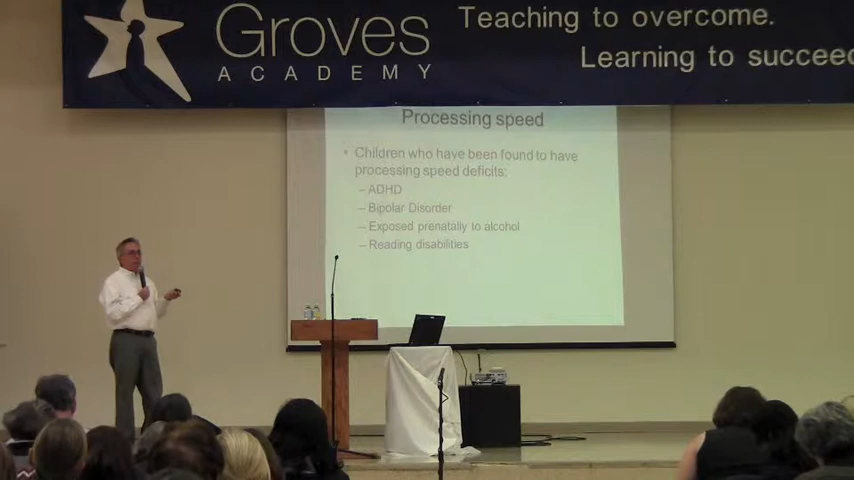 Groves
ACADEMY
Teaching to overcome.
Learning to succeed
Processing speed
• Children who have been found to have
processing speed deficits:
– ADHD
– Bipolar Disorder
– Exposed prenatally to alcohol
– Reading disabilities